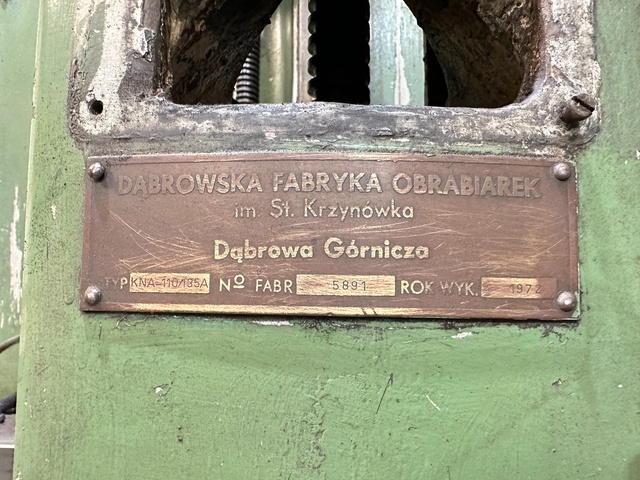 DĄBROWSKA FABRYKA OBRABIAREK
im. St. Krzynówka
Dąbrowa Górnicza
TYP KNA-110/135A Nº FABR 5891 ROK WYK. 1972